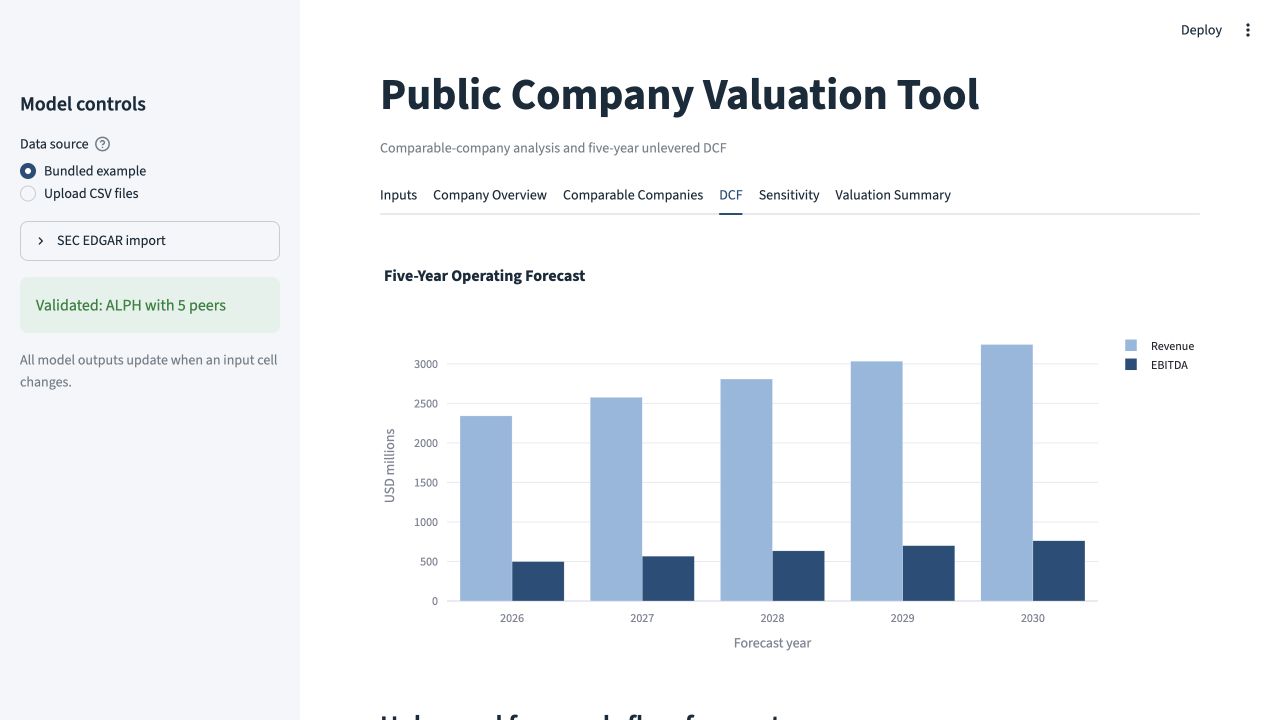 Deploy
Model controls
Data source
Bundled example
Upload CSV files
SEC EDGAR import
Validated: ALPH with 5 peers
All model outputs update when an input cell
changes.
Public Company Valuation Tool
Comparable-company analysis and five-year unlevered DCF
Inputs Company Overview Comparable Companies DCF Sensitivity Valuation Summary
Five-Year Operating Forecast
Revenue
EBITDA
USD millions
3000
2500
2000
1500
1000
500
0
2026 2027 2028 2029 2030
Forecast year